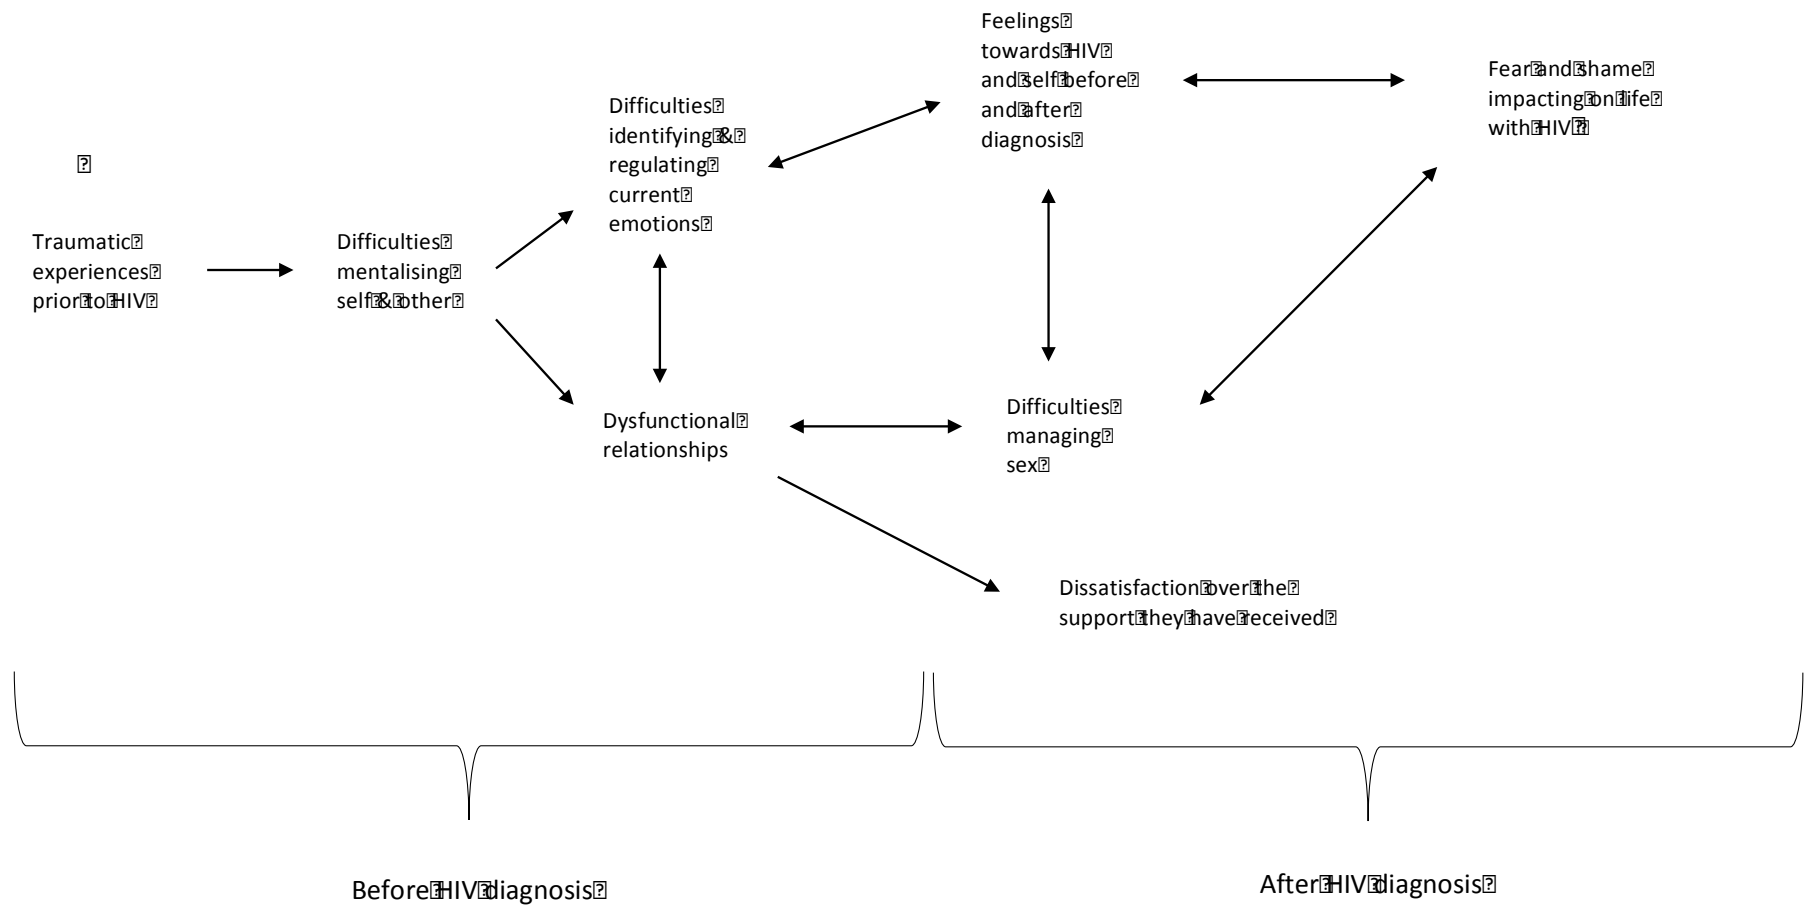 Feelings
towards HIV
and self before
and after
diagnosis
Fear and shame
impacting on life
with HIV
Difficulties
identifying &
regulating
current
emotions
Traumatic
experiences
prior to HIV
Difficulties
mentalising
self & other
Dysfunctional
relationships
Difficulties
managing
sex
Dissatisfaction over the
support they have received
Before HIV diagnosis
After HIV diagnosis